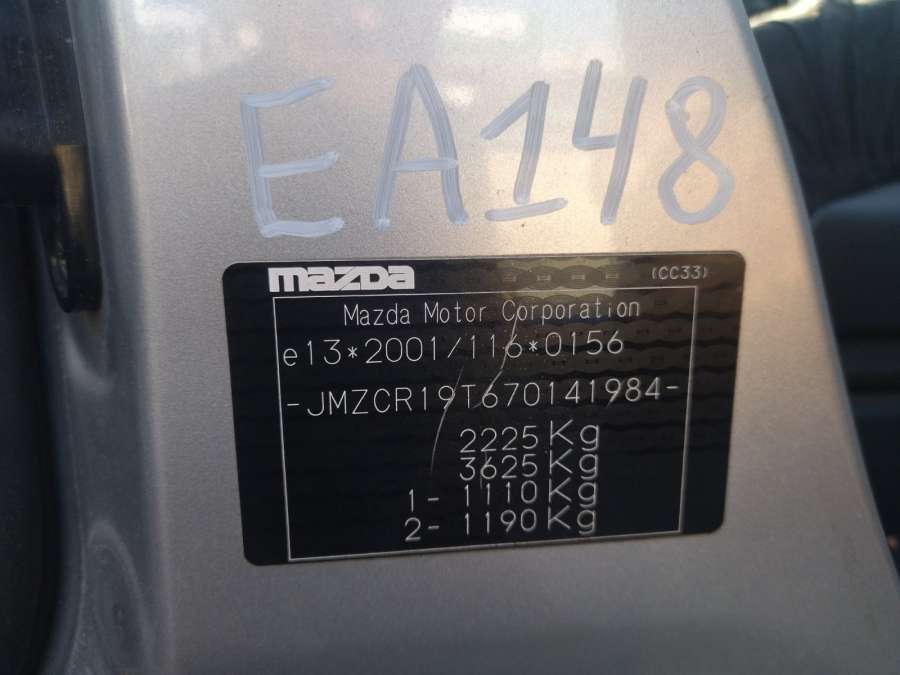 EA148
mazda (CC33)
Mazda Motor Corporation
e13*2001/116*0156
-JMZCR19T670141984-
2225Kg
3625Kg
1- 1110Kg
2- 1190Kg